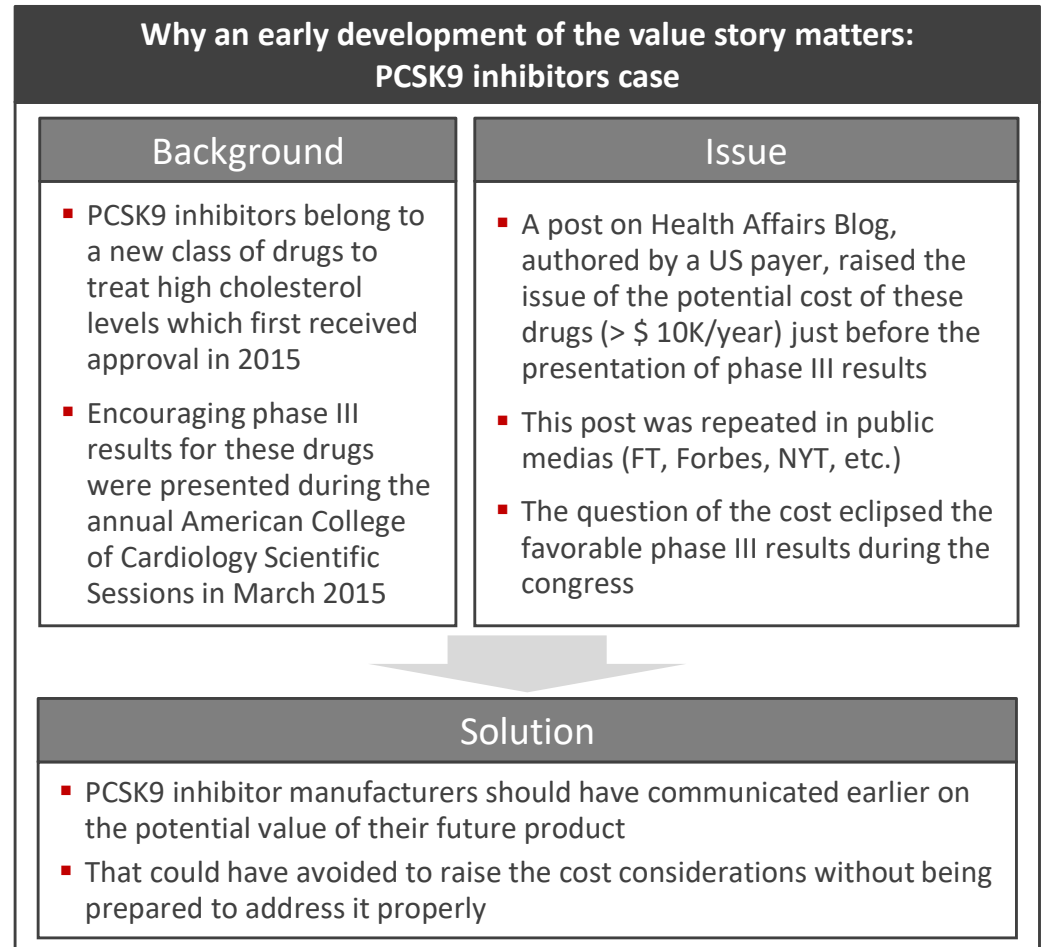 Why an early development of the value story matters:
PCSK9 inhibitors case
Background
▪ PCSK9 inhibitors belong to
a new class of drugs to
treat high cholesterol
levels which first received
approval in 2015
▪ Encouraging phase III
results for these drugs
were presented during the
annual American College
of Cardiology Scientific
Sessions in March 2015
Issue
▪ A post on Health Affairs Blog,
authored by a US payer, raised the
issue of the potential cost of these
drugs (> $ 10K/year) just before the
presentation of phase III results
▪ This post was repeated in public
medias (FT, Forbes, NYT, etc.)
▪ The question of the cost eclipsed the
favorable phase III results during the
congress
Solution
▪ PCSK9 inhibitor manufacturers should have communicated earlier on
the potential value of their future product
▪ That could have avoided to raise the cost considerations without being
prepared to address it properly